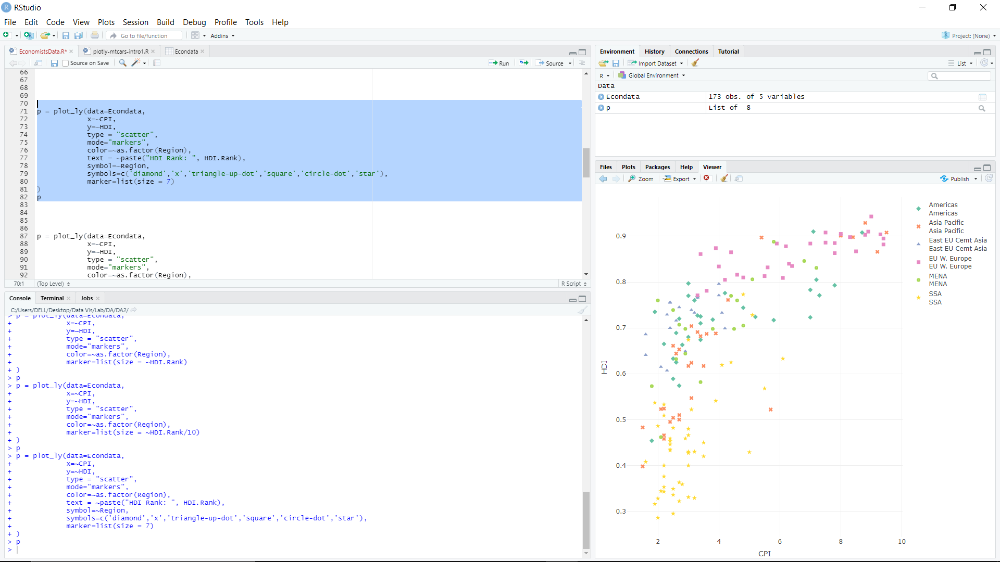 RStudio
File Edit Code View Plots Session Build Debug Profile Tools Help
Go to file/function Addins Project: (None)
EconomistsData.R* plotly-mtcars-intro1.R Econdata
Source on Save Run Source
66
67
68
69
70
71 p = plot_ly(data=Econdata,
72 x=~CPI,
73 y=~HDI,
74 type = "scatter",
75 mode="markers",
76 color=~as.factor(Region),
77 text = ~paste("HDI Rank: ", HDI.Rank),
78 symbol=~Region,
79 symbols=c('diamond','x','triangle-up-dot','square','circle-dot','star'),
80 marker=list(size = 7)
81 )
82 p
83
84
85
86
87 p = plot_ly(data=Econdata,
88 x=~CPI,
89 y=~HDI,
90 type = "scatter",
91 mode="markers",
92 color=~as.factor(Region),
70:1 (Top Level) R Script
Console Terminal Jobs
C:/Users/DELL/Desktop/Data Vis/Lab/DA/DA2/
> p = plot_ly(data=Econdata,
+ x=~CPI,
+ y=~HDI,
+ type = "scatter",
+ mode="markers",
+ color=~as.factor(Region),
+ marker=list(size = ~HDI.Rank)
+ )
> p
> p = plot_ly(data=Econdata,
+ x=~CPI,
+ y=~HDI,
+ type = "scatter",
+ mode="markers",
+ color=~as.factor(Region),
+ marker=list(size = ~HDI.Rank/10)
+ )
> p
> p = plot_ly(data=Econdata,
+ x=~CPI,
+ y=~HDI,
+ type = "scatter",
+ mode="markers",
+ color=~as.factor(Region),
+ text = ~paste("HDI Rank: ", HDI.Rank),
+ symbol=~Region,
+ symbols=c('diamond','x','triangle-up-dot','square','circle-dot','star'),
+ marker=list(size = 7)
+ )
> p
>
Environment History Connections Tutorial
Import Dataset List
R Global Environment
Data
Econdata 173 obs. of 5 variables
p List of 8
Files Plots Packages Help Viewer
Zoom Export Publish
Americas
Americas
Asia Pacific
Asia Pacific
East EU Cemt Asia
East EU Cemt Asia
EU W. Europe
EU W. Europe
MENA
MENA
SSA
SSA
0.9
0.8
0.7
0.6
0.5
0.4
0.3
HDI
2 4 6 8 10
CPI